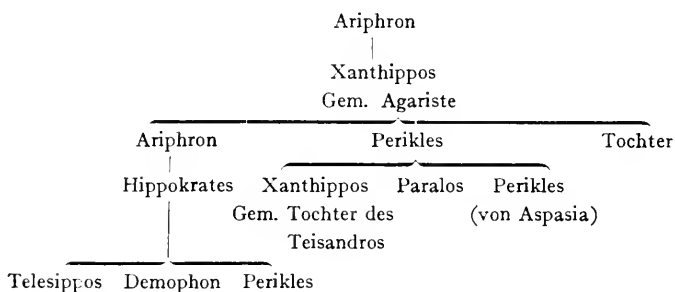 Ariphron
Xanthippos
Gem. Agariste
Ariphron Perikles Tochter
Hippokrates Xanthippos Paralos Perikles
Gem. Tochter des (von Aspasia)
Teisandros
Telesippos Demophon Perikles